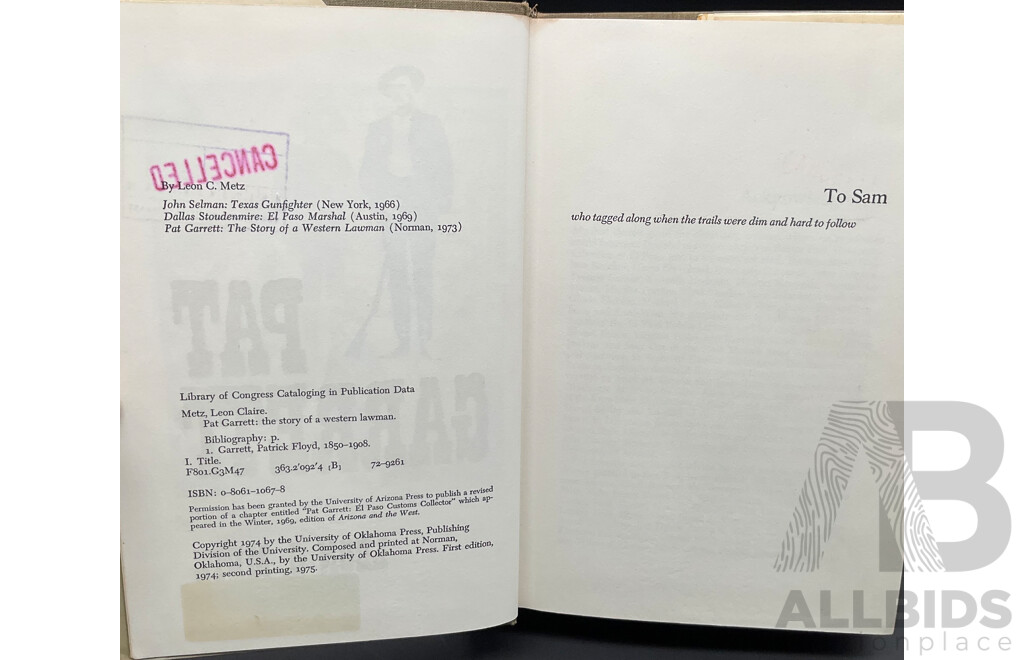 CANCELLED
By Leon C. Metz
John Selman: Texas Gunfighter (New York, 1966)
Dallas Stoudenmire: El Paso Marshal (Austin, 1969)
Pat Garrett: The Story of a Western Lawman (Norman, 1973)
PAT
Library of Congress Cataloging in Publication Data
Metz, Leon Claire.
Pat Garrett: the story of a western lawman.
Bibliography: p.
1. Garrett, Patrick Floyd, 1850–1908.
I. Title.
F801.G3M47 363.2'092'4 [B] 72–9261
ISBN: 0–8061–1067–8
Permission has been granted by the University of Arizona Press to publish a revised
portion of a chapter entitled "Pat Garrett: El Paso Customs Collector" which ap-
peared in the Winter, 1969, edition of Arizona and the West.
Copyright 1974 by the University of Oklahoma Press, Publishing
Division of the University. Composed and printed at Norman,
Oklahoma, U.S.A., by the University of Oklahoma Press. First edition,
1974; second printing, 1975.
To Sam
who tagged along when the trails were dim and hard to follow
AB
ALLBIDS